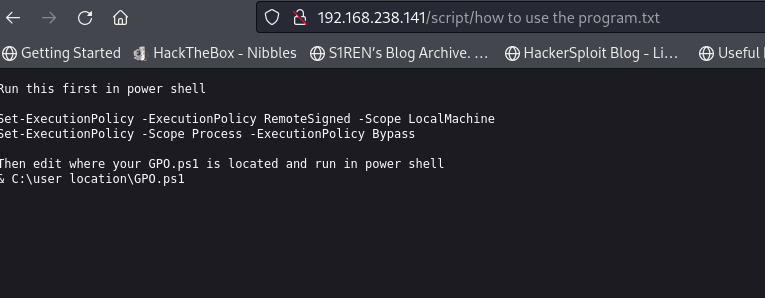 192.168.238.141/script/how to use the program.txt
Getting Started HackTheBox - Nibbles S1REN's Blog Archive. ... HackerSploit Blog - Li... Useful
Run this first in power shell
Set-ExecutionPolicy -ExecutionPolicy RemoteSigned -Scope LocalMachine
Set-ExecutionPolicy -Scope Process -ExecutionPolicy Bypass
Then edit where your GPO.ps1 is located and run in power shell
& C:\user location\GPO.ps1